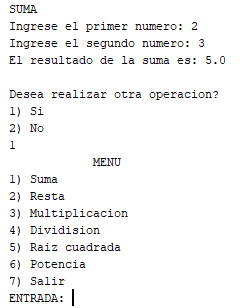 SUMA
Ingrese el primer numero: 2
Ingrese el segundo numero: 3
El resultado de la suma es: 5.0
Desea realizar otra operacion?
1) Si
2) No
1
MENU
1) Suma
2) Resta
3) Multiplicacion
4) Dividision
5) Raiz cuadrada
6) Potencia
7) Salir
ENTRADA: